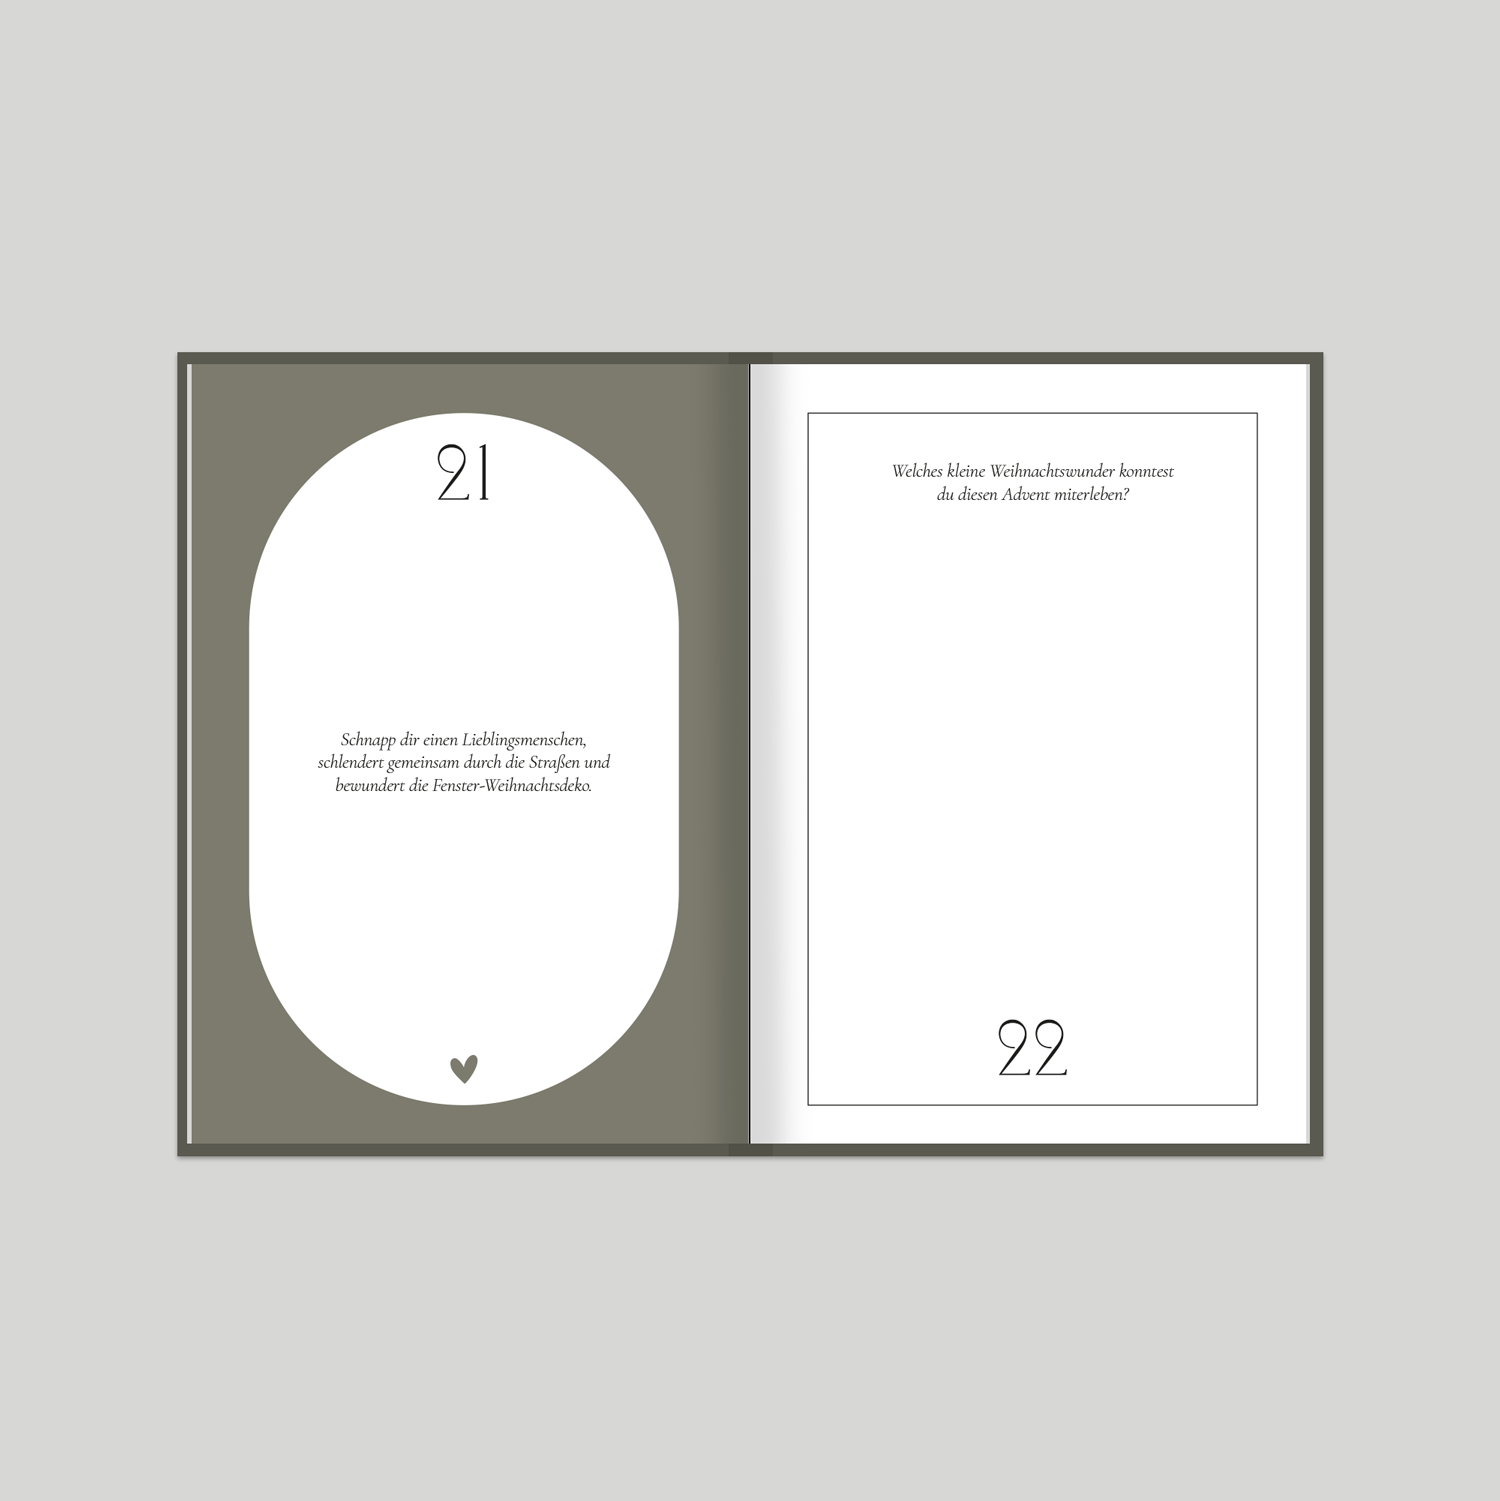 21
Schnapp dir einen Lieblingsmenschen,
schlendert gemeinsam durch die Straßen und
bewundert die Fenster-Weihnachtsdeko.
Welches kleine Weihnachtswunder konntest
du diesen Advent miterleben?
22